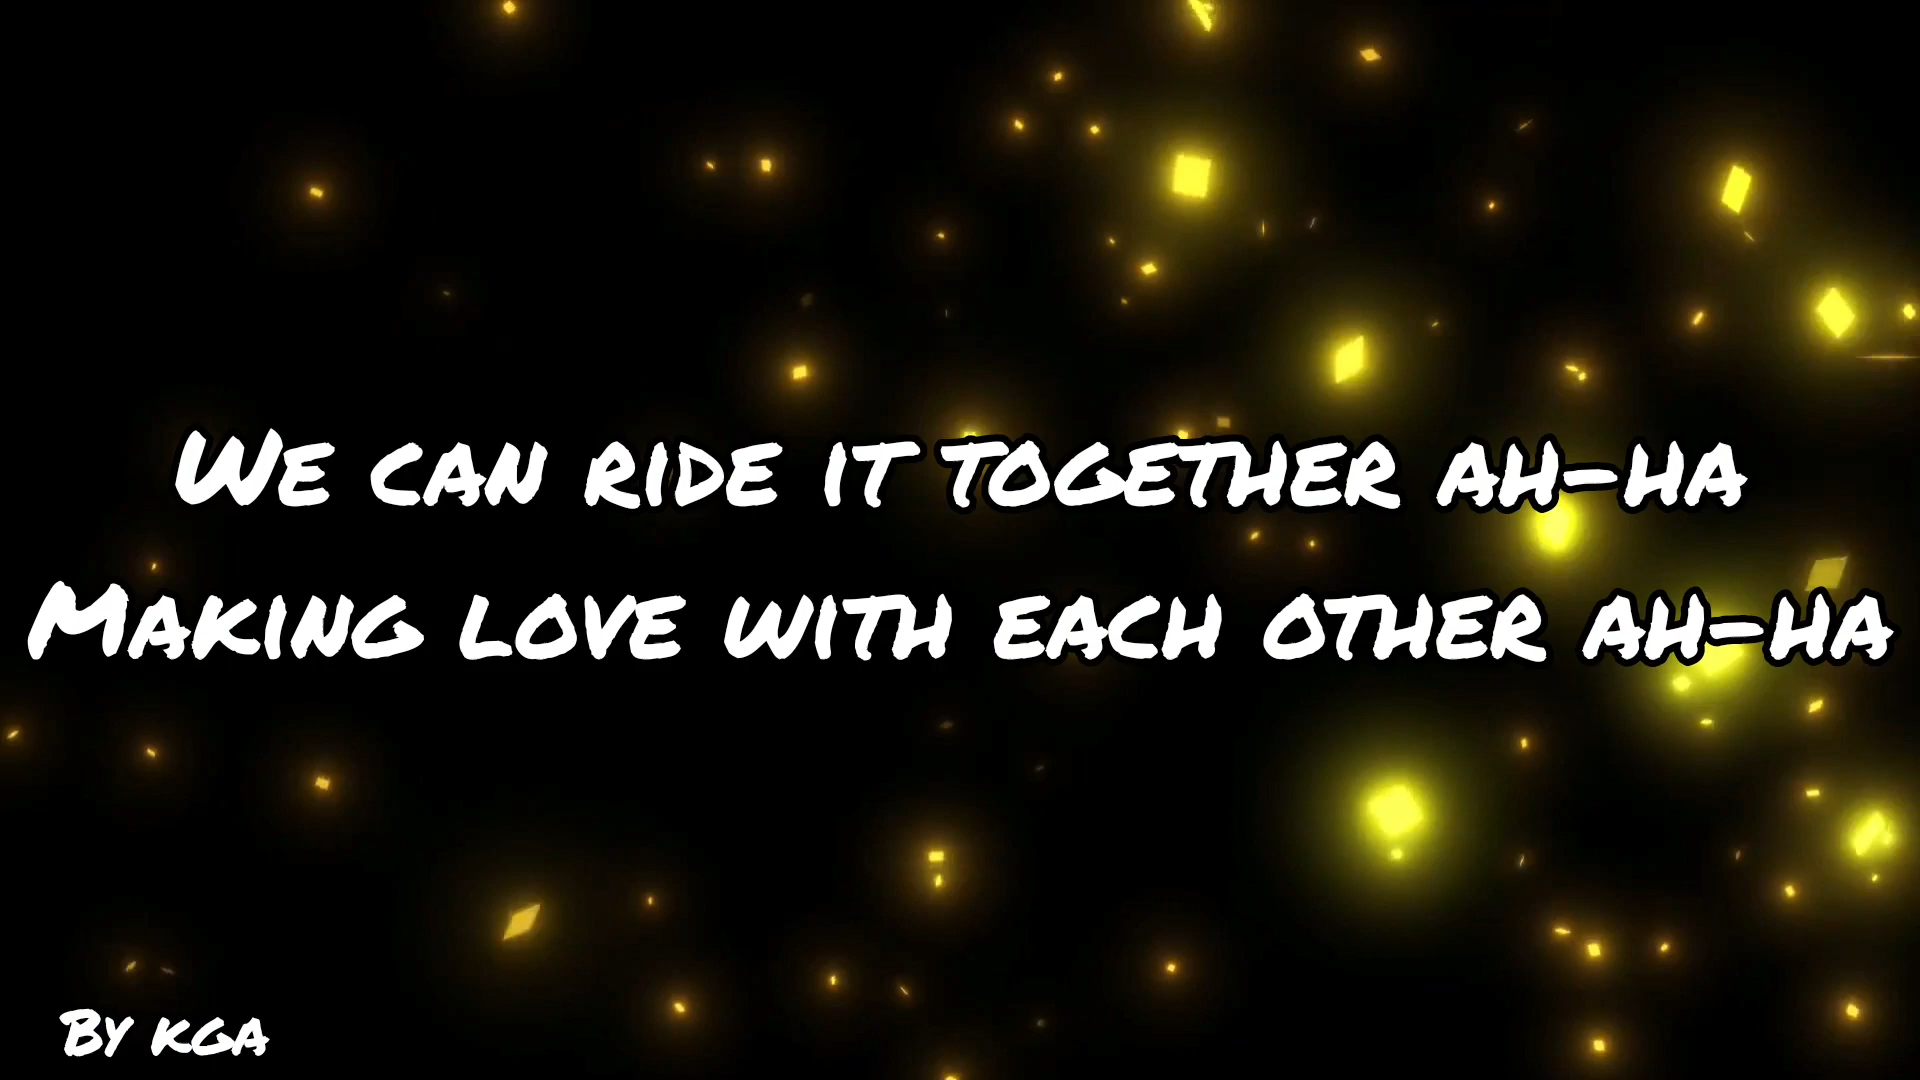 We can ride it together ah-ha
Making love with each other ah-ha
By kga